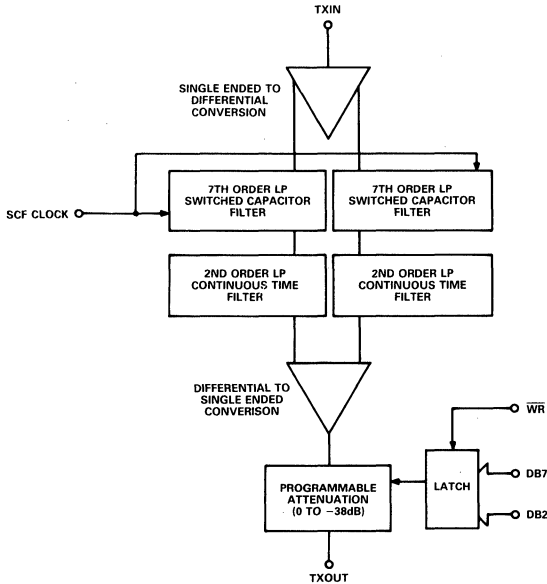 TXIN
SINGLE ENDED TO
DIFFERENTIAL
CONVERSION
7TH ORDER LP
SWITCHED CAPACITOR
FILTER
7TH ORDER LP
SWITCHED CAPACITOR
FILTER
SCF CLOCK
2ND ORDER LP
CONTINUOUS TIME
FILTER
2ND ORDER LP
CONTINUOUS TIME
FILTER
DIFFERENTIAL TO
SINGLE ENDED
CONVERISON
WR
PROGRAMMABLE
ATTENUATION
(0 TO −38dB)
LATCH
DB7
DB2
TXOUT